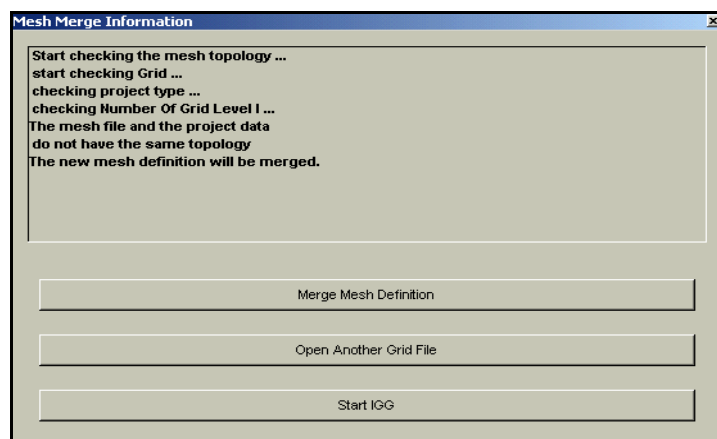 Mesh Merge Information
Start checking the mesh topology ...
start checking Grid ...
checking project type ...
checking Number Of Grid Level I ...
The mesh file and the project data
do not have the same topology
The new mesh definition will be merged.
Merge Mesh Definition
Open Another Grid File
Start IGG